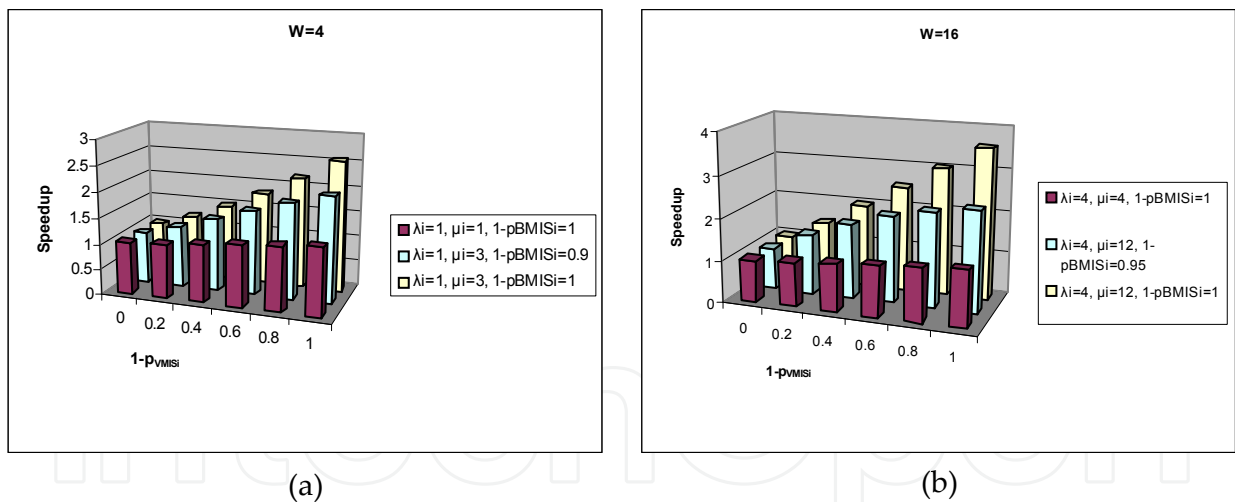 W=4
Speedup
3
2.5
2
1.5
1
0.5
0
0 0.2 0.4 0.6 0.8 1
1-pVMISi
λi=1, μi=1, 1-pBMISi=1
λi=1, μi=3, 1-pBMISi=0.9
λi=1, μi=3, 1-pBMISi=1
(a)
W=16
Speedup
4
3
2
1
0
0 0.2 0.4 0.6 0.8 1
1-pVMISi
λi=4, μi=4, 1-pBMISi=1
λi=4, μi=12, 1-
pBMISi=0.95
λi=4, μi=12, 1-pBMISi=1
(b)
intechopen